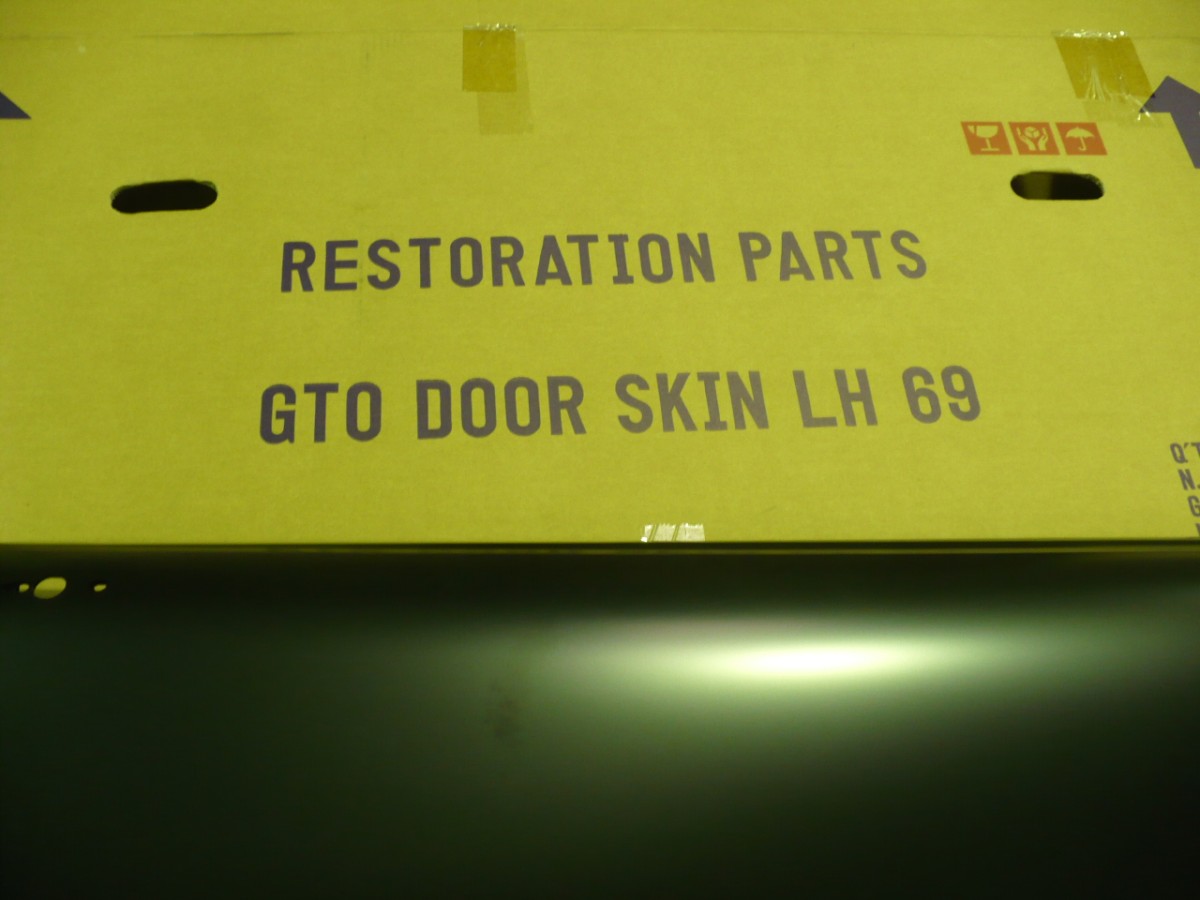 RESTORATION PARTS
GTO DOOR SKIN LH 69